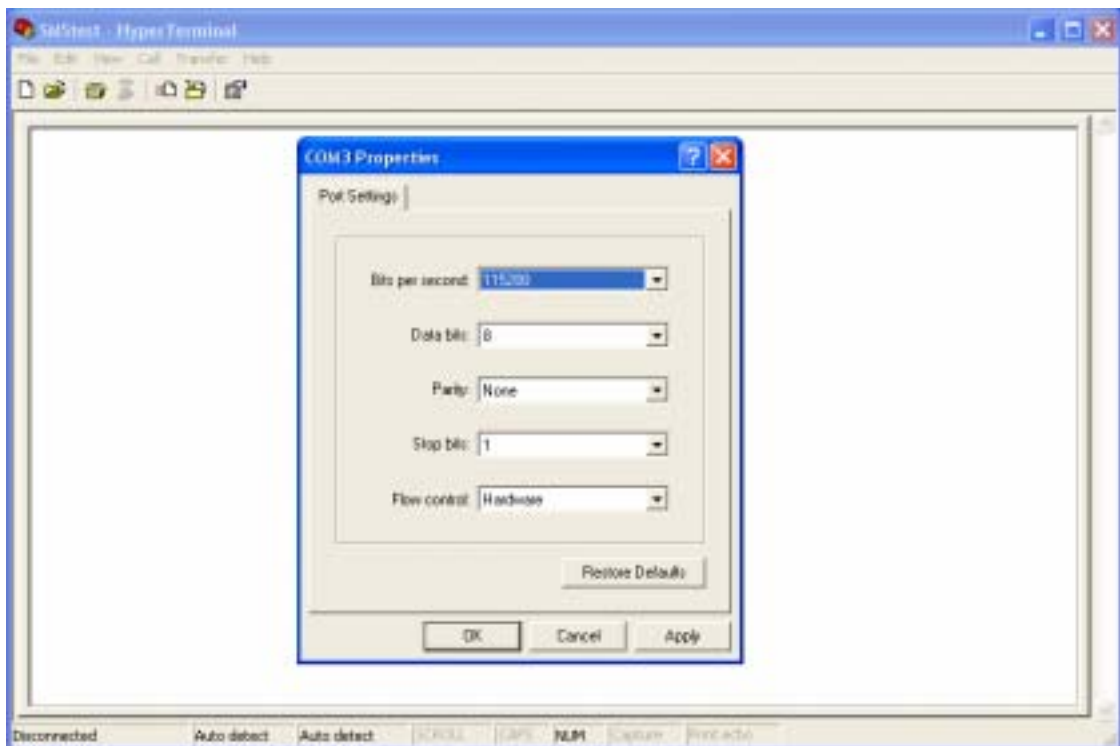 SMStest - HyperTerminal
File Edit View Call Transfer Help
COM3 Properties
Port Settings
Bits per second: 115200
Data bits: 8
Parity: None
Stop bits: 1
Flow control: Hardware
Restore Defaults
OK Cancel Apply
Disconnected Auto detect Auto detect SCROLL CAPS NUM Capture Print echo